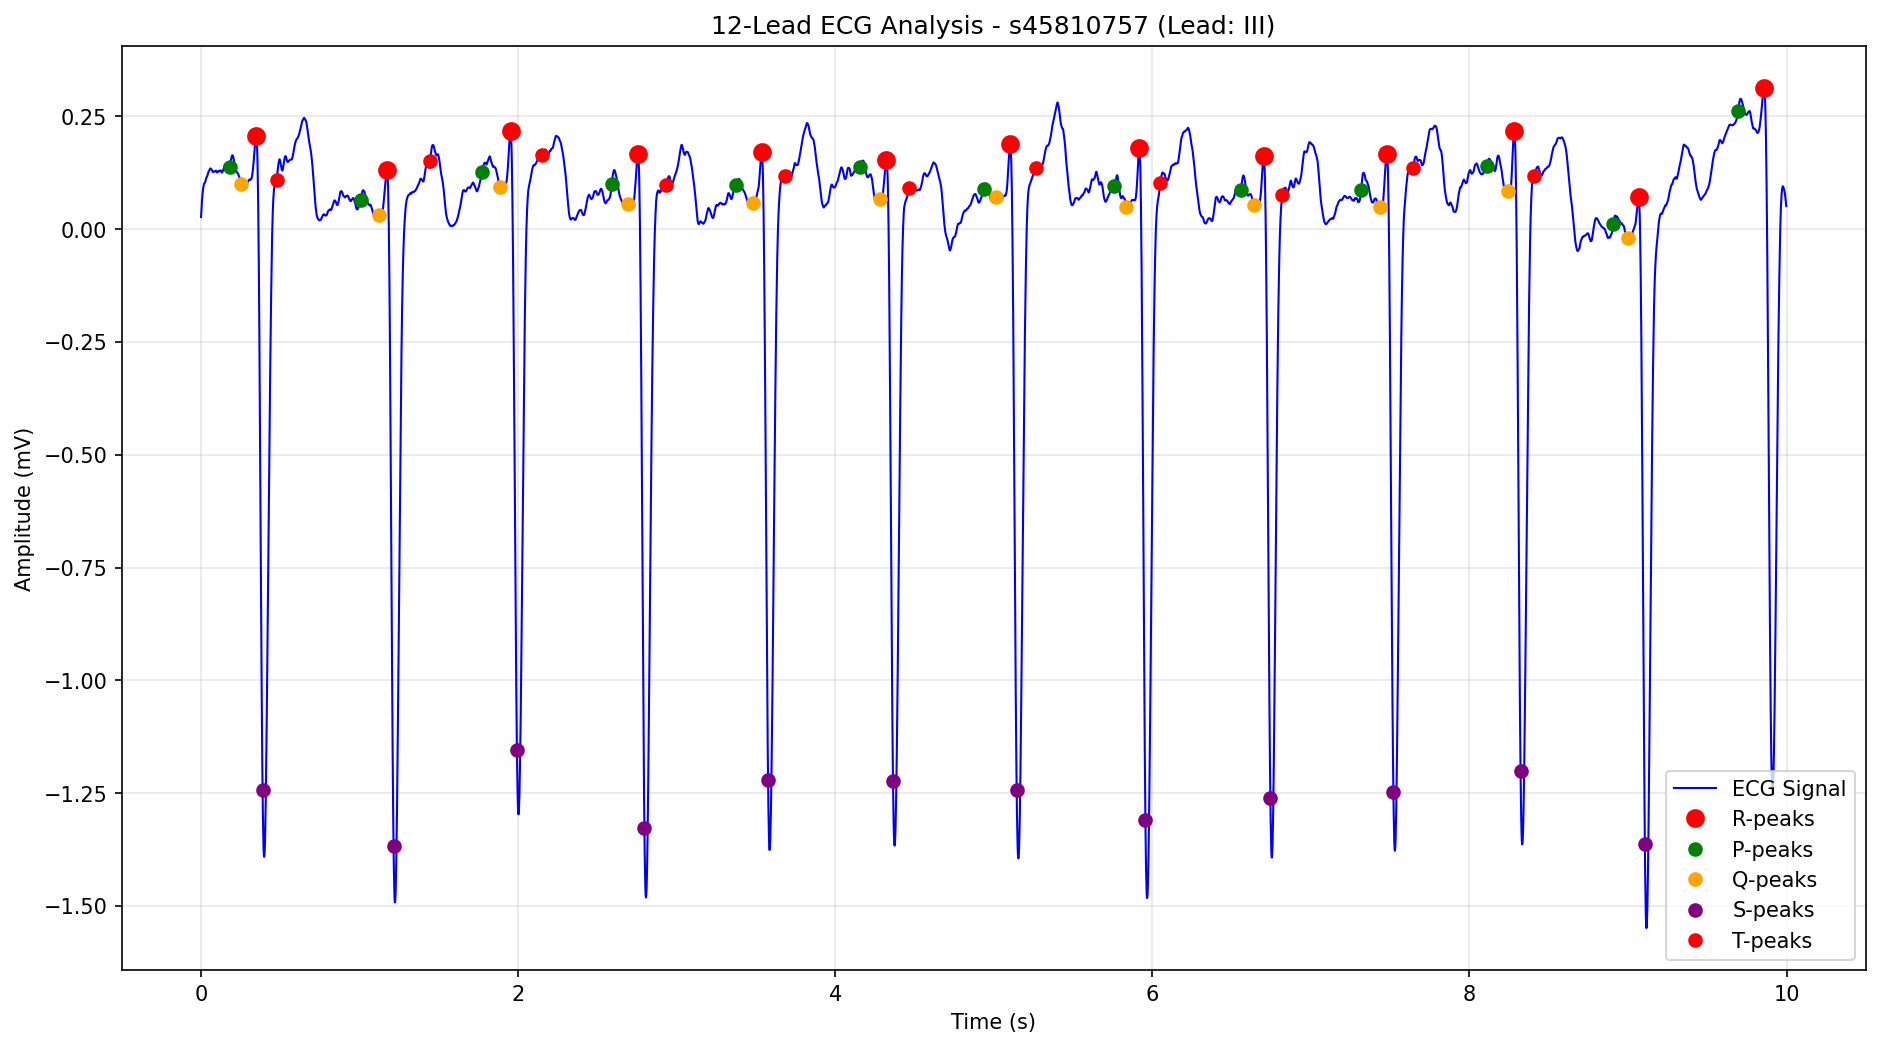 12-Lead ECG Analysis - s45810757 (Lead: III)
Amplitude (mV)
0.25
0.00
−0.25
−0.50
−0.75
−1.00
−1.25
−1.50
0 2 4 6 8 10
Time (s)
ECG Signal
R-peaks
P-peaks
Q-peaks
S-peaks
T-peaks